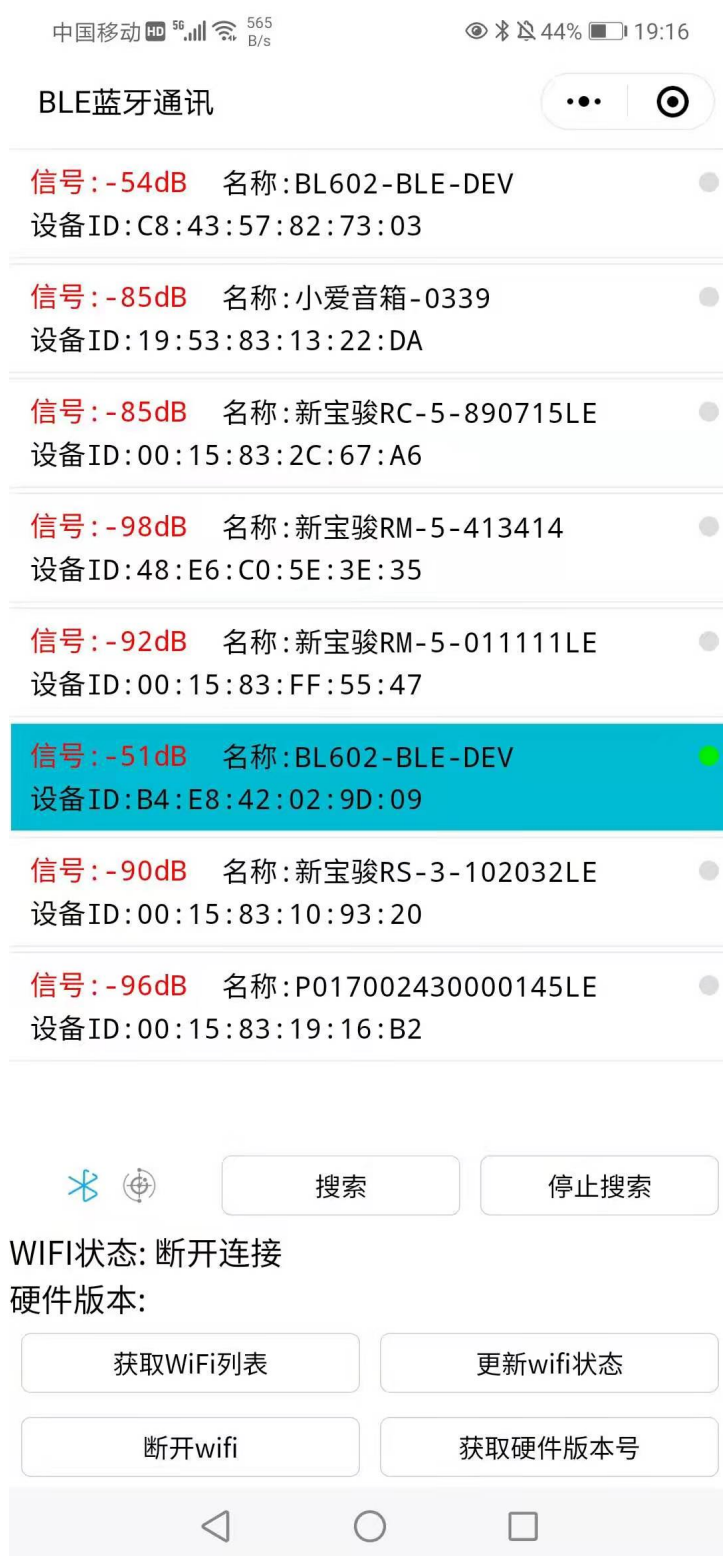 中国移动 HD 5G 565 B/s 44% 19:16
BLE蓝牙通讯
信号:-54dB 名称:BL602-BLE-DEV
设备ID:C8:43:57:82:73:03
信号:-85dB 名称:小爱音箱-0339
设备ID:19:53:83:13:22:DA
信号:-85dB 名称:新宝骏RC-5-890715LE
设备ID:00:15:83:2C:67:A6
信号:-98dB 名称:新宝骏RM-5-413414
设备ID:48:E6:C0:5E:3E:35
信号:-92dB 名称:新宝骏RM-5-011111LE
设备ID:00:15:83:FF:55:47
信号:-51dB 名称:BL602-BLE-DEV
设备ID:B4:E8:42:02:9D:09
信号:-90dB 名称:新宝骏RS-3-102032LE
设备ID:00:15:83:10:93:20
信号:-96dB 名称:P017002430000145LE
设备ID:00:15:83:19:16:B2
搜索 停止搜索
WIFI状态: 断开连接
硬件版本:
获取WiFi列表 更新wifi状态
断开wifi 获取硬件版本号